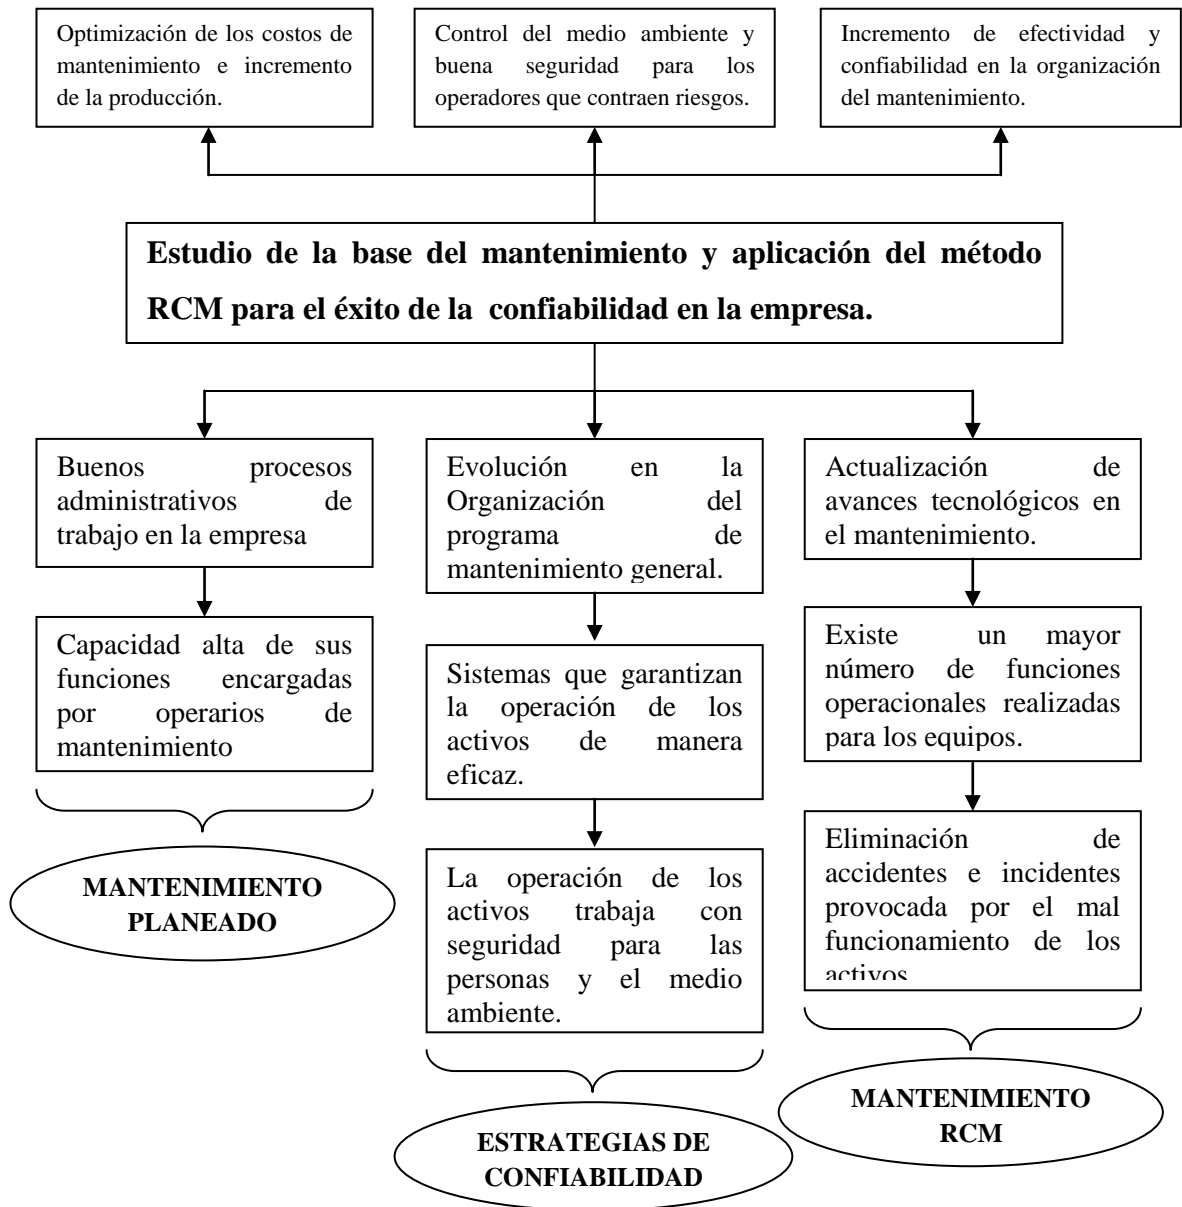 Optimización de los costos de
mantenimiento e incremento
de la producción.
Control del medio ambiente y
buena seguridad para los
operadores que contraen riesgos.
Incremento de efectividad y
confiabilidad en la organización
del mantenimiento.
Estudio de la base del mantenimiento y aplicación del método
RCM para el éxito de la confiabilidad en la empresa.
Buenos procesos
administrativos de
trabajo en la empresa
Capacidad alta de sus
funciones encargadas
por operarios de
mantenimiento
MANTENIMIENTO
PLANEADO
Evolución en la
Organización del
programa de
mantenimiento general.
Sistemas que garantizan
la operación de los
activos de manera
eficaz.
La operación de los
activos trabaja con
seguridad para las
personas y el medio
ambiente.
ESTRATEGIAS DE
CONFIABILIDAD
Actualización de
avances tecnológicos en
el mantenimiento.
Existe un mayor
número de funciones
operacionales realizadas
para los equipos.
Eliminación de
accidentes e incidentes
provocada por el mal
funcionamiento de los
activos
MANTENIMIENTO
RCM